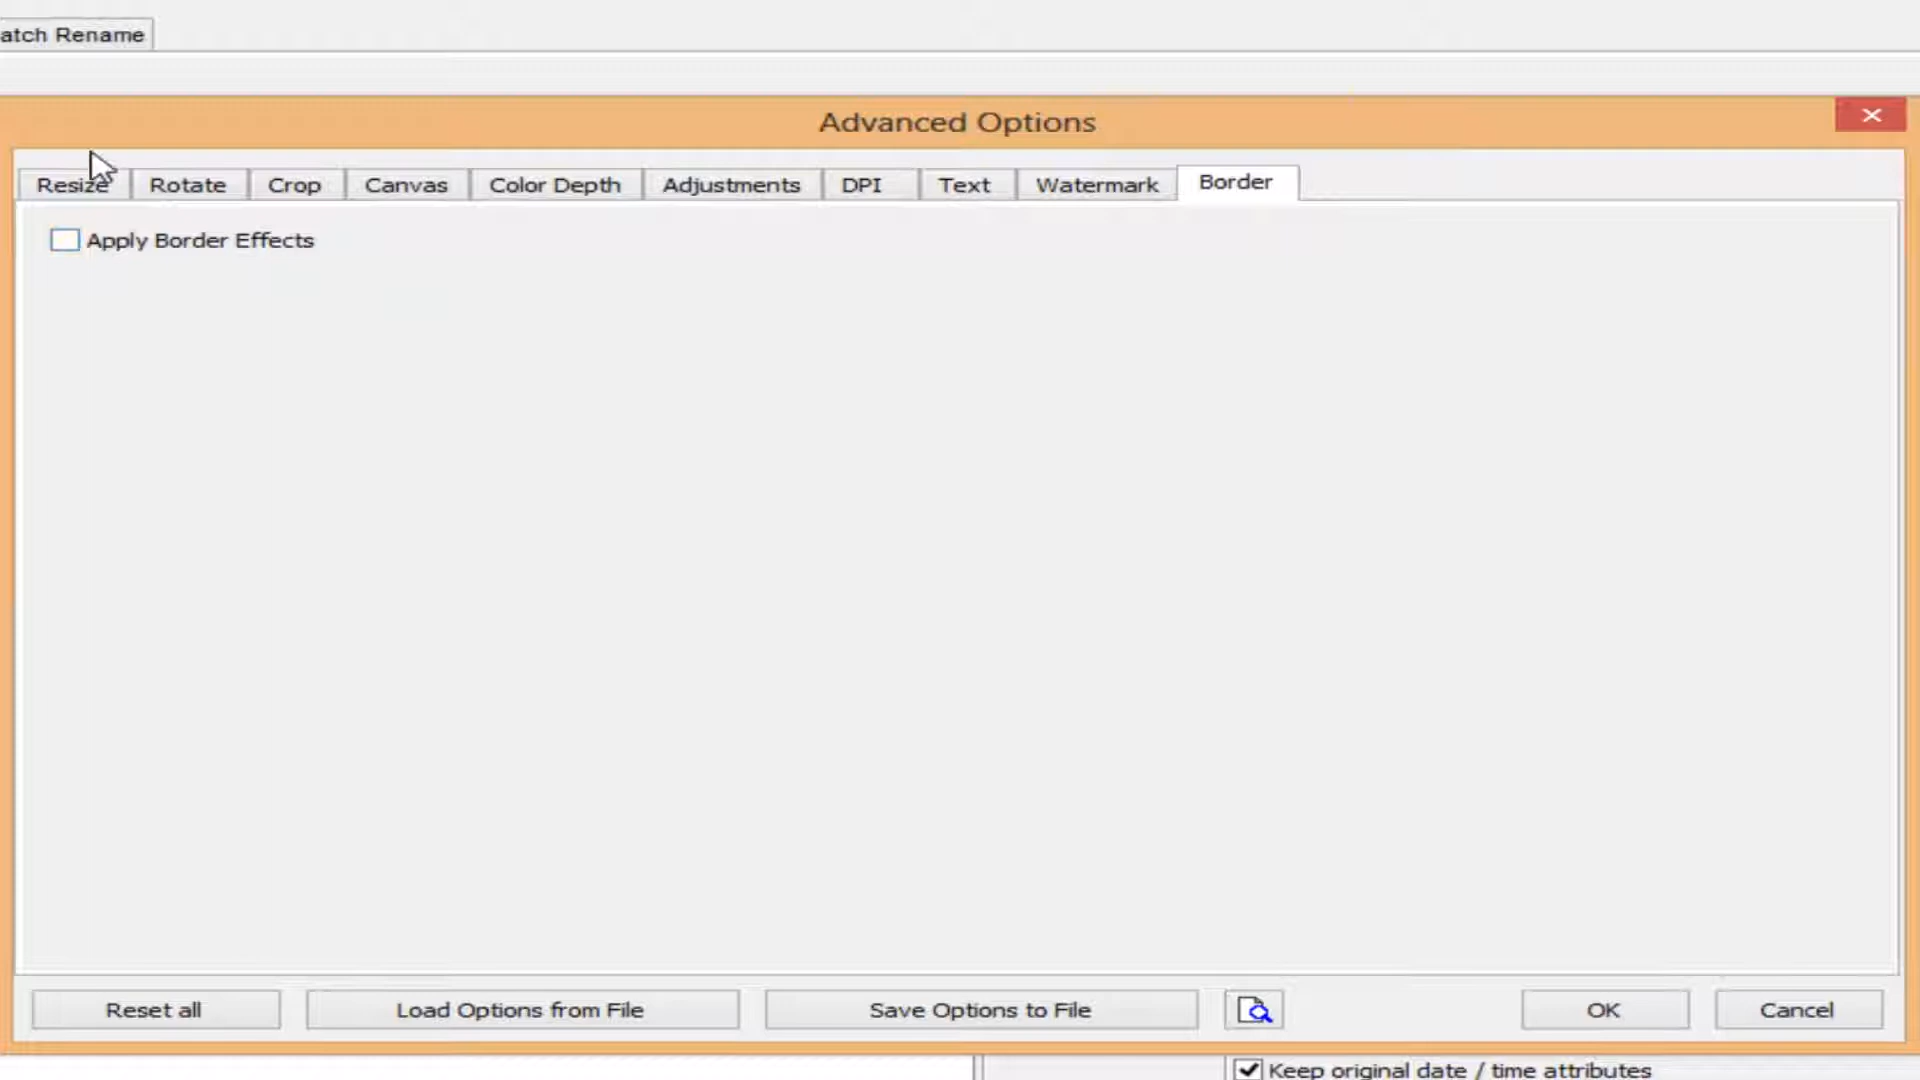 atch Rename
Advanced Options
Resize Rotate Crop Canvas Color Depth Adjustments DPI Text Watermark Border
Apply Border Effects
Reset all Load Options from File Save Options to File OK Cancel
Keep original date / time attributes